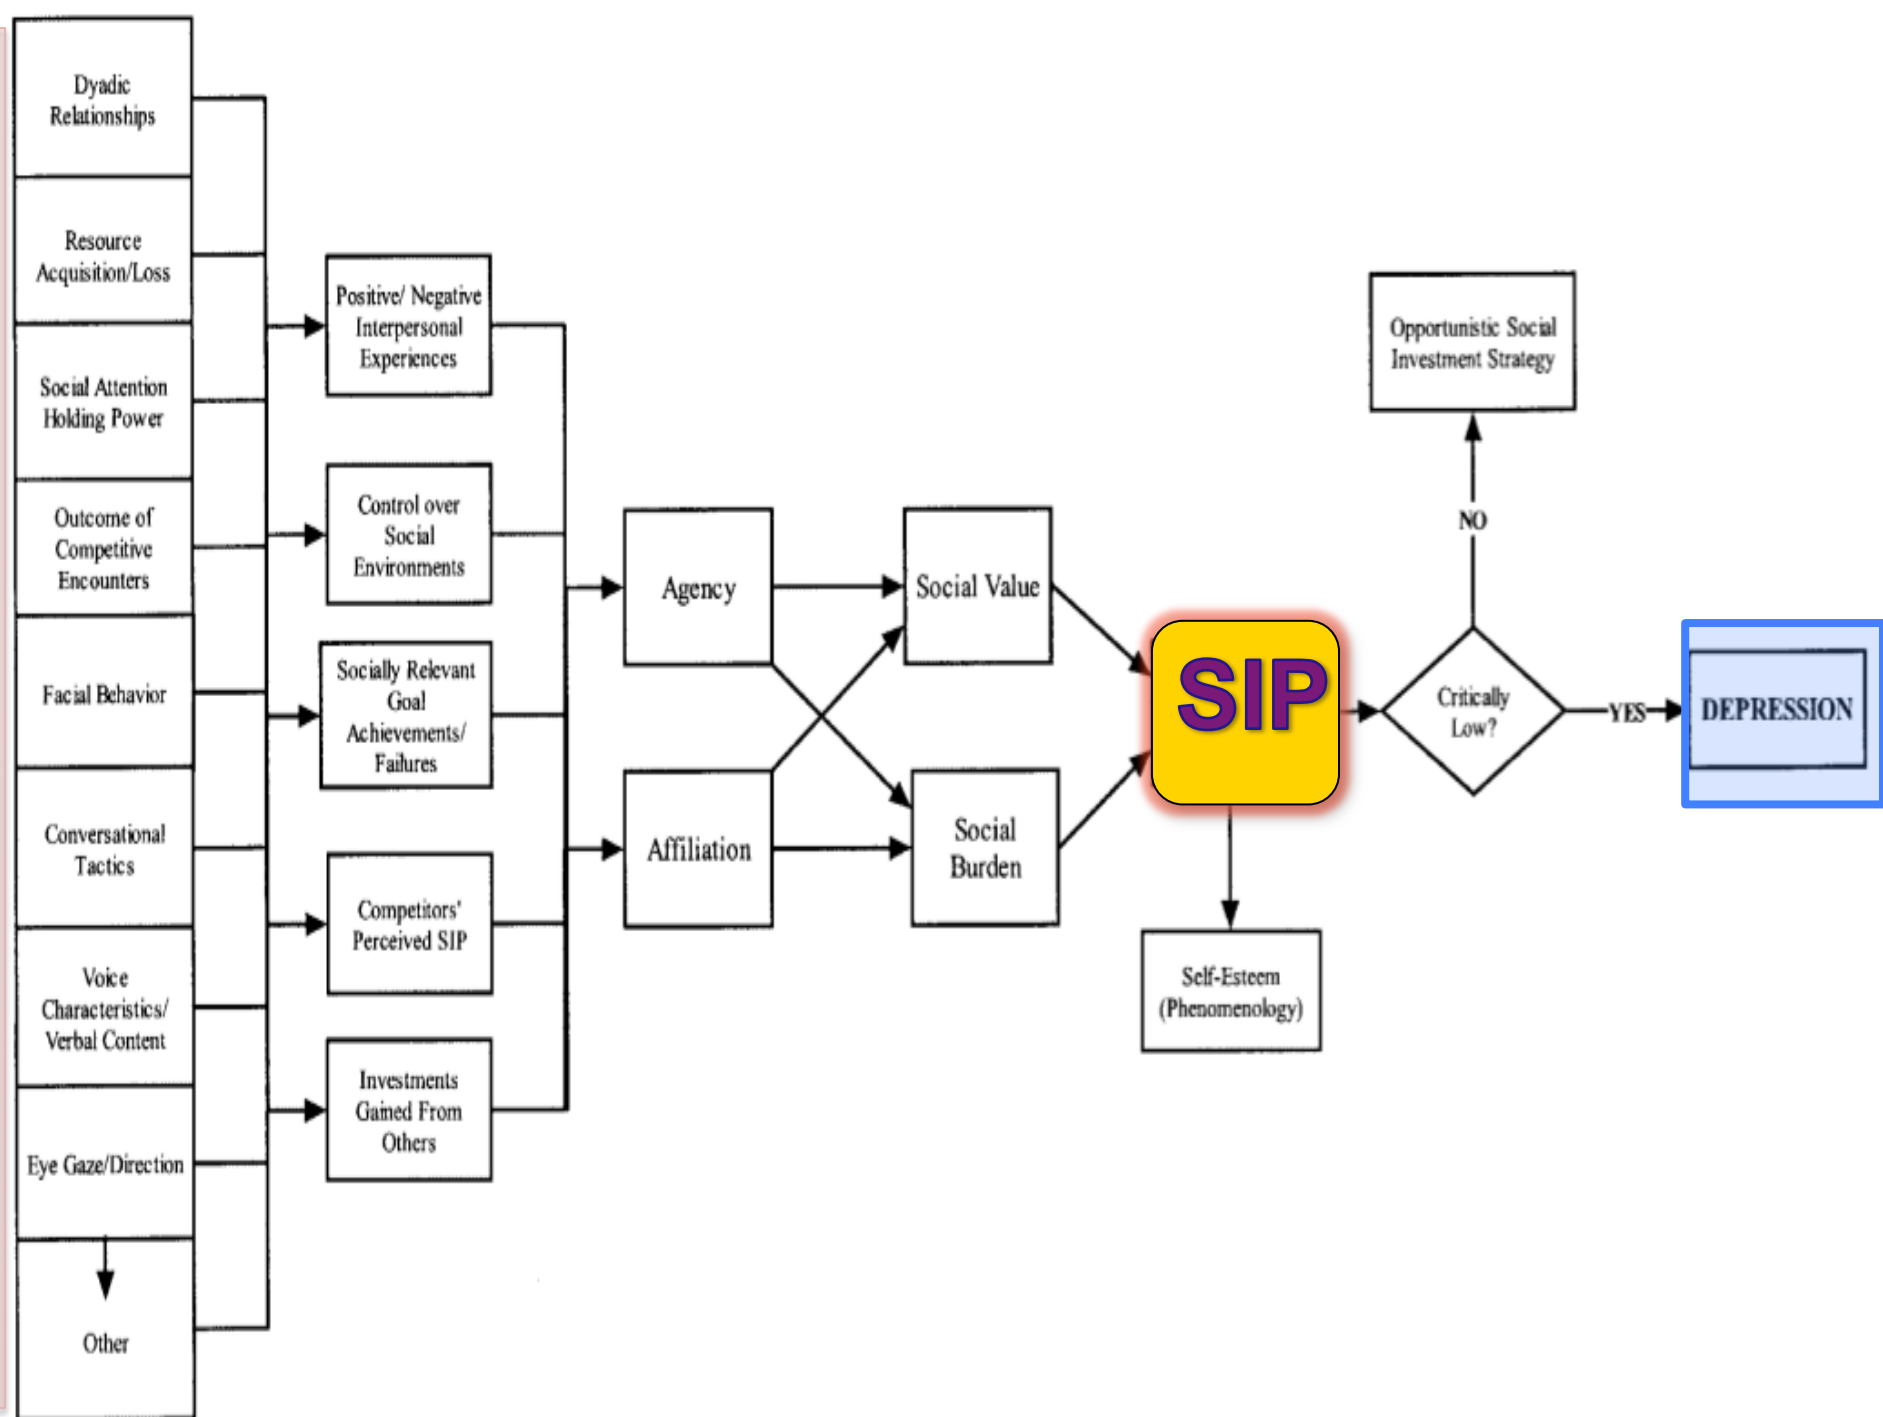 Dyadic
Relationships
Resource
Acquisition/Loss
Social Attention
Holding Power
Outcome of
Competitive
Encounters
Facial Behavior
Conversational
Tactics
Voice
Characteristics/
Verbal Content
Eye Gaze/Direction
Other
Positive/ Negative
Interpersonal
Experiences
Control over
Social
Environments
Socially Relevant
Goal
Achievements/
Failures
Competitors'
Perceived SIP
Investments
Gained From
Others
Agency
Affiliation
Social Value
Social
Burden
SIP
Self-Esteem
(Phenomenology)
Critically
Low?
NO
Opportunistic Social
Investment Strategy
YES
DEPRESSION